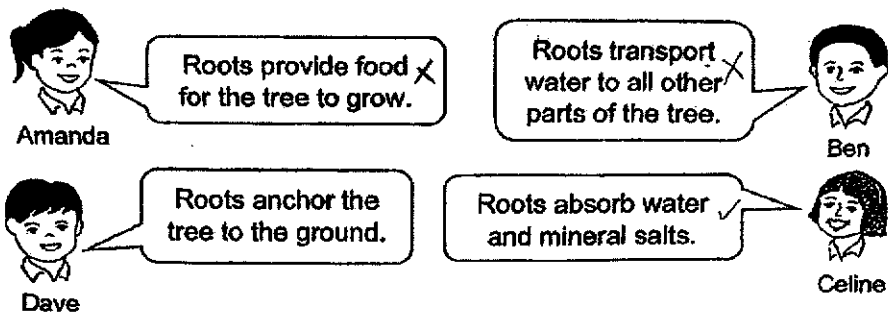 Roots provide food
for the tree to grow.
Amanda
Roots transport
water to all other
parts of the tree.
Ben
Roots anchor the
tree to the ground.
Dave
Roots absorb water
and mineral salts.
Celine